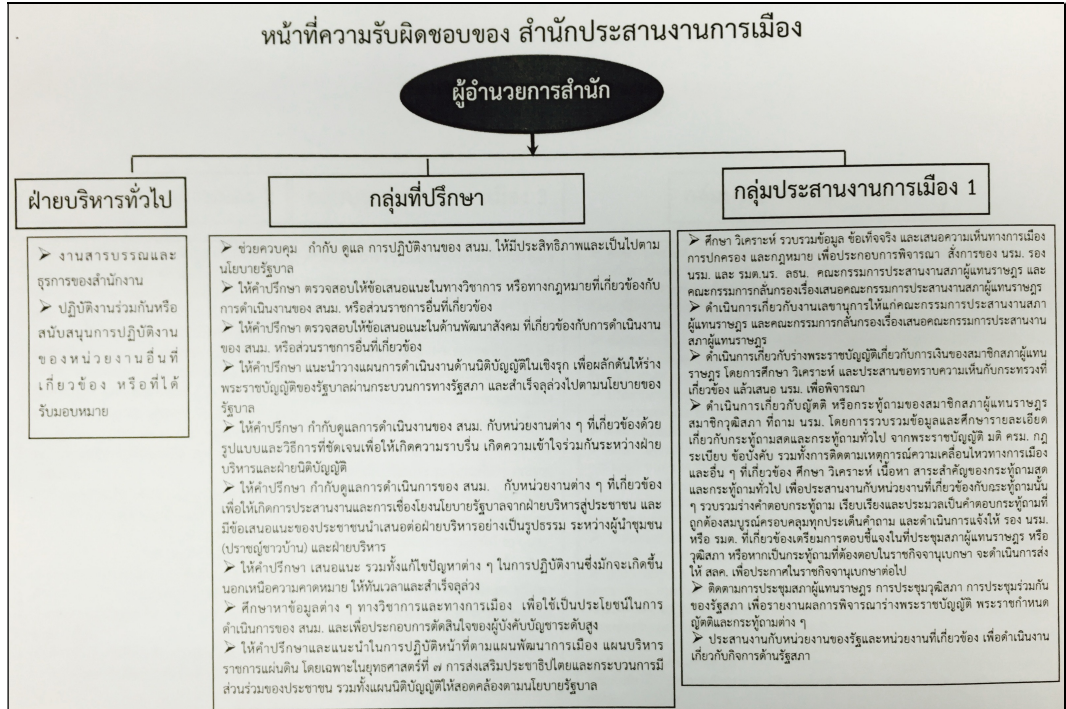 หน้าที่ความรับผิดชอบของ สำนักประสานงานการเมือง
ผู้อำนวยการสำนัก
ฝ่ายบริหารทั่วไป
➢ งานสารบรรณและ
ธุรการของสำนักงาน
➢ ปฏิบัติงานร่วมกันหรือ
สนับสนุนการปฏิบัติงาน
ของหน่วยงานอื่นที่
เกี่ยวข้อง หรือที่ได้
รับมอบหมาย
กลุ่มที่ปรึกษา
➢ ช่วยควบคุม กำกับ ดูแล การปฏิบัติงานของ สนม. ให้มีประสิทธิภาพและเป็นไปตาม
นโยบายรัฐบาล
➢ ให้คำปรึกษา ตรวจสอบให้ข้อเสนอแนะในทางวิชาการ หรือทางกฎหมายที่เกี่ยวข้องกับ
การดำเนินงานของ สนม. หรือส่วนราชการอื่นที่เกี่ยวข้อง
➢ ให้คำปรึกษา ตรวจสอบให้ข้อเสนอแนะในด้านพัฒนาสังคม ที่เกี่ยวข้องกับการดำเนินงาน
ของ สนม. หรือส่วนราชการอื่นที่เกี่ยวข้อง
➢ ให้คำปรึกษา แนะนำวางแผนการดำเนินงานด้านนิติบัญญัติในเชิงรุก เพื่อผลักดันให้ร่าง
พระราชบัญญัติของรัฐบาลผ่านกระบวนการทางรัฐสภา และสำเร็จลุล่วงไปตามนโยบายของ
รัฐบาล
➢ ให้คำปรึกษา กำกับดูแลการดำเนินงานของ สนม. กับหน่วยงานต่าง ๆ ที่เกี่ยวข้องด้วย
รูปแบบและวิธีการที่ชัดเจนเพื่อให้เกิดความราบรื่น เกิดความเข้าใจร่วมกันระหว่างฝ่าย
บริหารและฝ่ายนิติบัญญัติ
➢ ให้คำปรึกษา กำกับดูแลการดำเนินการของ สนม. กับหน่วยงานต่าง ๆ ที่เกี่ยวข้อง
เพื่อให้เกิดการประสานงานและการเชื่อมโยงนโยบายรัฐบาลจากฝ่ายบริหารสู่ประชาชน และ
มีข้อเสนอแนะของประชาชนนำเสนอต่อฝ่ายบริหารอย่างเป็นรูปธรรม ระหว่างผู้นำชุมชน
(ปราชญ์ชาวบ้าน) และฝ่ายบริหาร
➢ ให้คำปรึกษา เสนอแนะ รวมทั้งแก้ไขปัญหาต่าง ๆ ในการปฏิบัติงานซึ่งมักจะเกิดขึ้น
นอกเหนือความคาดหมาย ให้ทันเวลาและสำเร็จลุล่วง
➢ ศึกษาหาข้อมูลต่าง ๆ ทางวิชาการและทางการเมือง เพื่อใช้เป็นประโยชน์ในการ
ดำเนินการของ สนม. และเพื่อประกอบการตัดสินใจของผู้บังคับบัญชาระดับสูง
➢ ให้คำปรึกษาและแนะนำในการปฏิบัติหน้าที่ตามแผนพัฒนาการเมือง แผนบริหาร
ราชการแผ่นดิน โดยเฉพาะในยุทธศาสตร์ที่ ๗ การส่งเสริมประชาธิปไตยและกระบวนการมี
ส่วนร่วมของประชาชน รวมทั้งแผนนิติบัญญัติให้สอดคล้องตามนโยบายรัฐบาล
กลุ่มประสานงานการเมือง 1
➢ ศึกษา วิเคราะห์ รวบรวมข้อมูล ข้อเท็จจริง และเสนอความเห็นทางการเมือง
การปกครอง และกฎหมาย เพื่อประกอบการพิจารณา สั่งการของ นรม. รอง
นรม. และ รมต.นร. ลธน. คณะกรรมการประสานงานสภาผู้แทนราษฎร และ
คณะกรรมการกลั่นกรองเรื่องเสนอคณะกรรมการประสานงานสภาผู้แทนราษฎร
➢ ดำเนินการเกี่ยวกับงานเลขานุการให้แก่คณะกรรมการประสานงานสภา
ผู้แทนราษฎร และคณะกรรมการกลั่นกรองเรื่องเสนอคณะกรรมการประสานงาน
สภาผู้แทนราษฎร
➢ ดำเนินการเกี่ยวกับร่างพระราชบัญญัติเกี่ยวกับการเงินของสมาชิกสภาผู้แทน
ราษฎร โดยการศึกษา วิเคราะห์ และประสานขอทราบความเห็นกับกระทรวงที่
เกี่ยวข้อง แล้วเสนอ นรม. เพื่อพิจารณา
➢ ดำเนินการเกี่ยวกับญัตติ หรือกระทู้ถามของสมาชิกสภาผู้แทนราษฎร
สมาชิกวุฒิสภา ที่ถาม นรม. โดยการรวบรวมข้อมูลและศึกษารายละเอียด
เกี่ยวกับกระทู้ถามสดและกระทู้ถามทั่วไป จากพระราชบัญญัติ มติ ครม. กฎ
ระเบียบ ข้อบังคับ รวมทั้งการติดตามเหตุการณ์ความเคลื่อนไหวทางการเมือง
และอื่น ๆ ที่เกี่ยวข้อง ศึกษา วิเคราะห์ เนื้อหา สาระสำคัญของกระทู้ถามสด
และกระทู้ถามทั่วไป เพื่อประสานงานกับหน่วยงานที่เกี่ยวข้องกับกระทู้ถามนั้น
ๆ รวบรวมร่างคำตอบกระทู้ถาม เรียบเรียงและประมวลเป็นคำตอบกระทู้ถามที่
ถูกต้องสมบูรณ์ครอบคลุมทุกประเด็นคำถาม และดำเนินการแจ้งให้ รอง นรม.
หรือ รมต. ที่เกี่ยวข้องเตรียมการตอบชี้แจงในที่ประชุมสภาผู้แทนราษฎร หรือ
วุฒิสภา หรือหากเป็นกระทู้ถามที่ต้องตอบในราชกิจจานุเบกษา จะดำเนินการส่ง
ให้ สลค. เพื่อประกาศในราชกิจจานุเบกษาต่อไป
➢ ติดตามการประชุมสภาผู้แทนราษฎร การประชุมวุฒิสภา การประชุมร่วมกัน
ของรัฐสภา เพื่อรายงานผลการพิจารณาร่างพระราชบัญญัติ พระราชกำหนด
ญัตติและกระทู้ถามต่าง ๆ
➢ ประสานงานกับหน่วยงานของรัฐและหน่วยงานที่เกี่ยวข้อง เพื่อดำเนินงาน
เกี่ยวกับกิจการด้านรัฐสภา